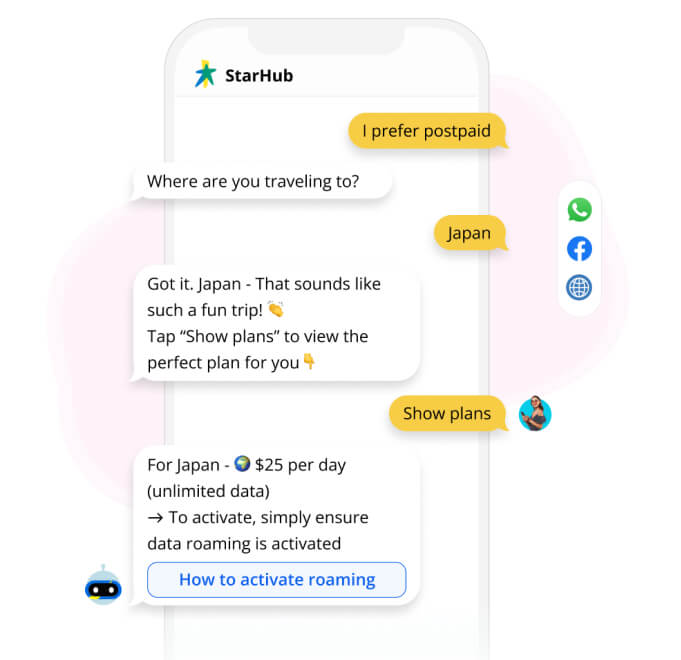 StarHub
I prefer postpaid
Where are you traveling to?
Japan
Got it. Japan - That sounds like
such a fun trip! 👏
Tap “Show plans” to view the
perfect plan for you👇
Show plans
For Japan - 🌍 $25 per day
(unlimited data)
→ To activate, simply ensure
data roaming is activated
How to activate roaming